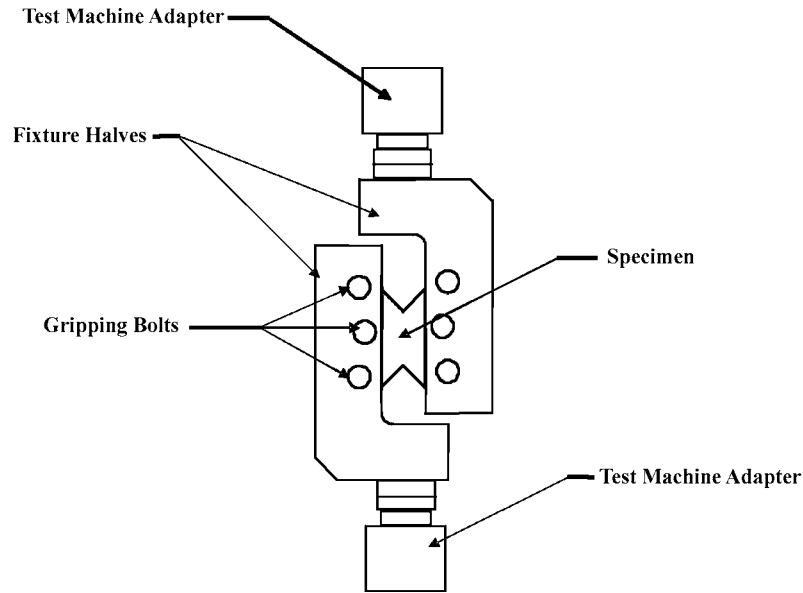 Test Machine Adapter
Fixture Halves
Specimen
Gripping Bolts
Test Machine Adapter